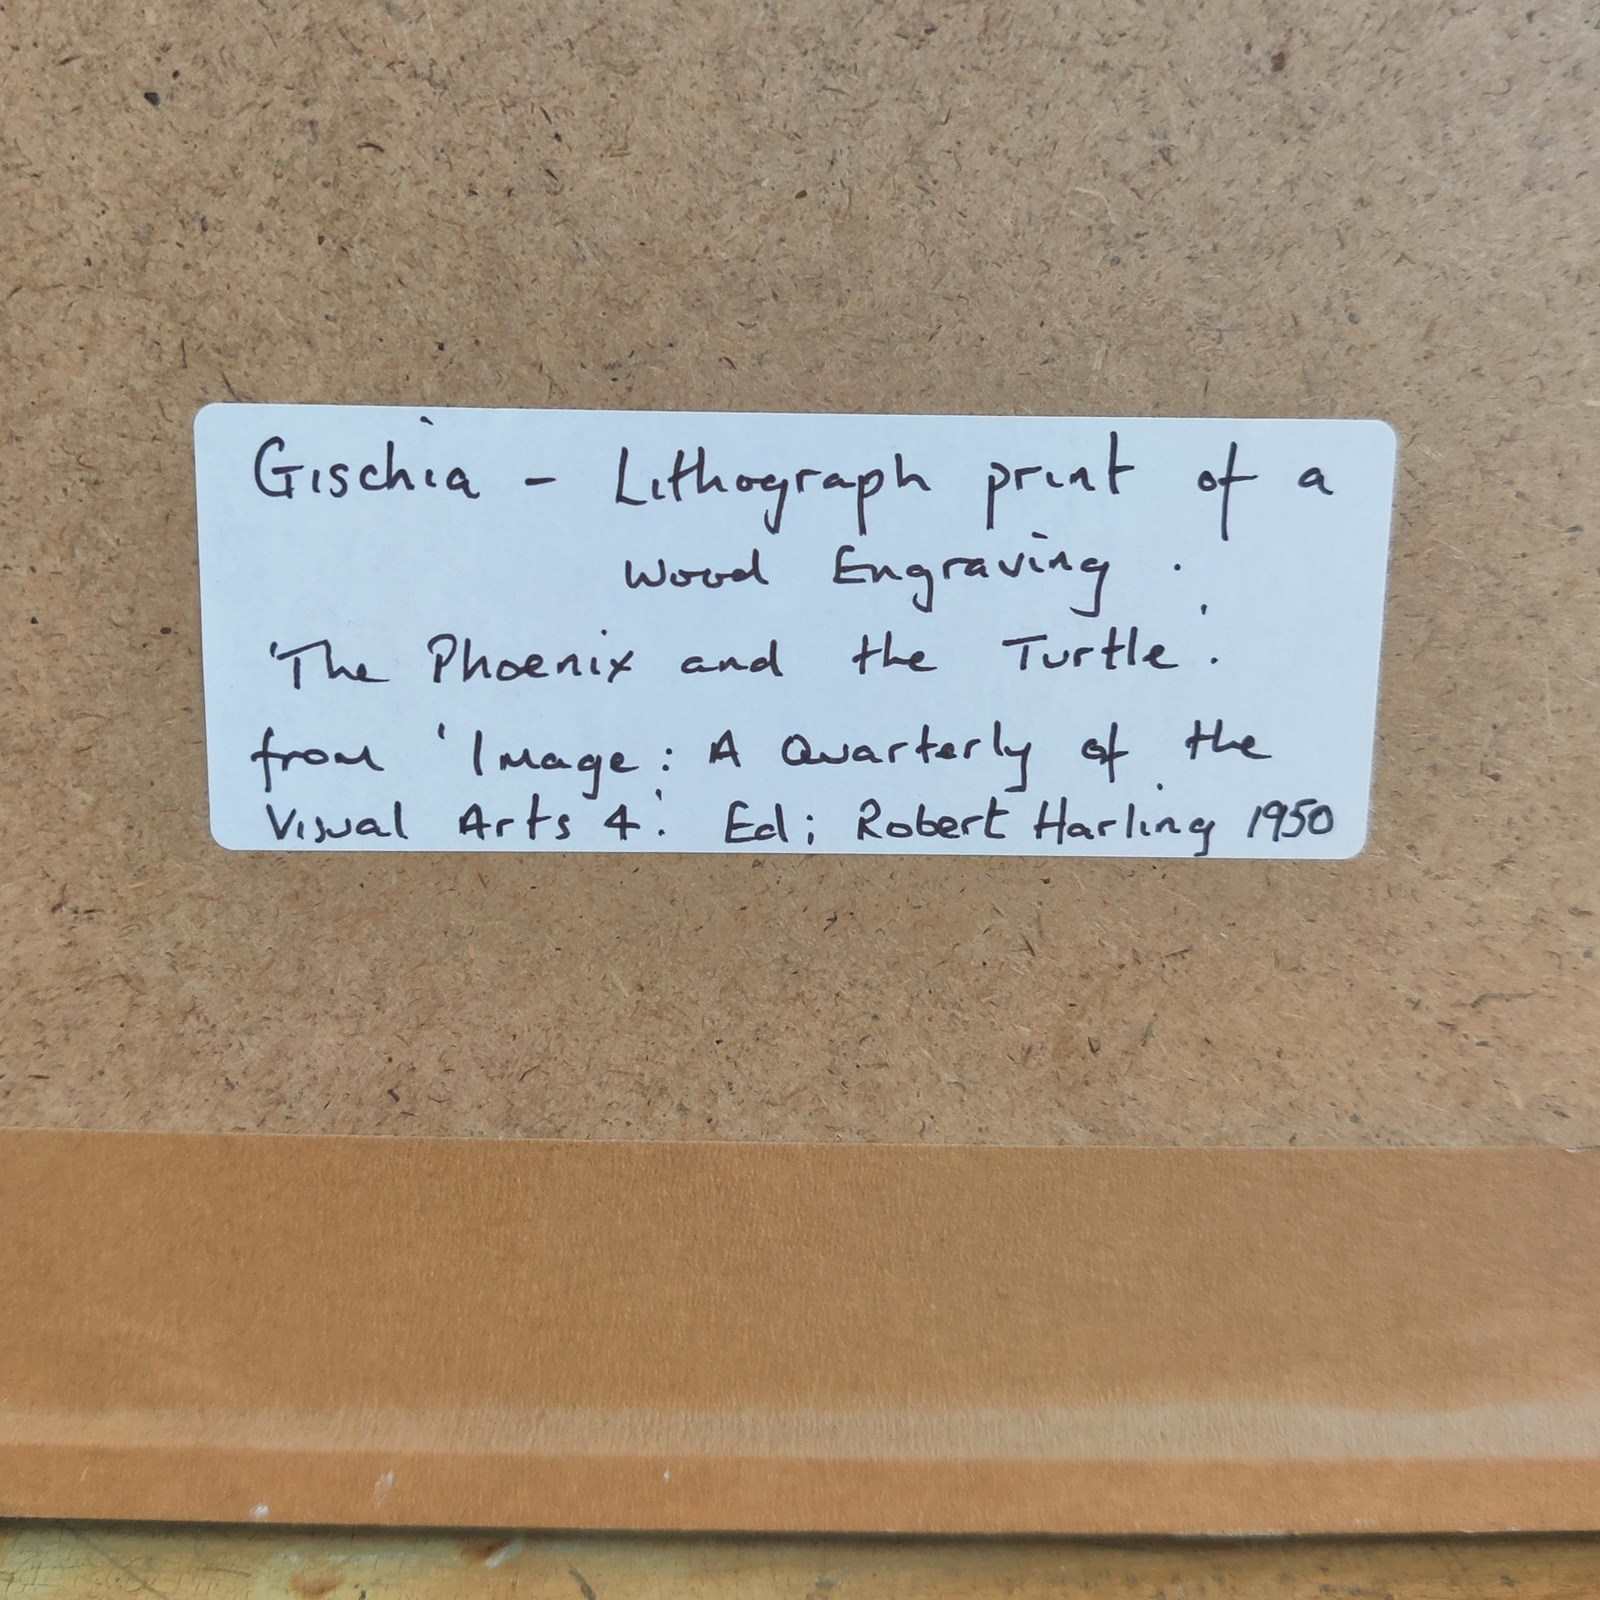 Gischia - Lithograph print of a
Wood Engraving.
'The Phoenix and the Turtle'.
from 'Image: A Quarterly of the
Visual Arts 4'. Ed; Robert Harling 1950